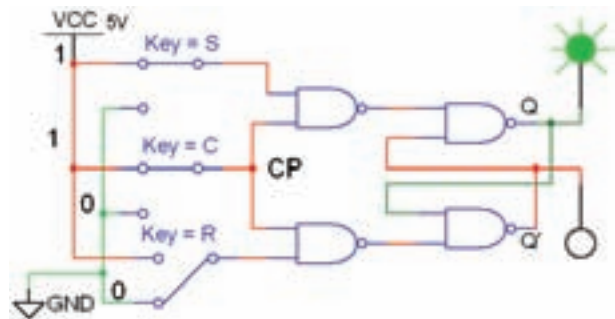 VCC 5V
1
Key = S
Q
1
Key = C
CP
0
Key = R
Q'
0
GND